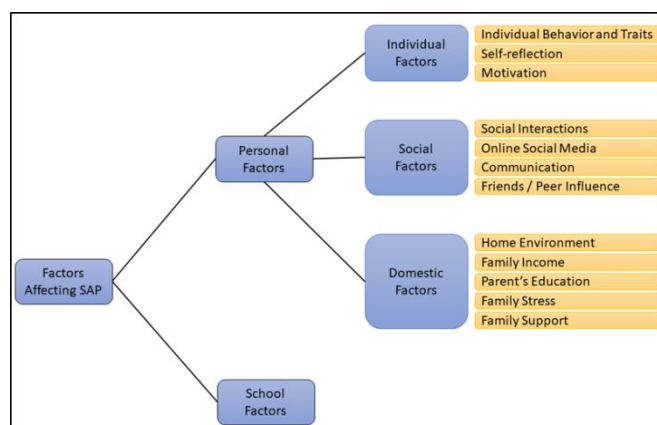 Individual
Factors
Individual Behavior and Traits
Self-reflection
Motivation
Personal
Factors
Social
Factors
Social Interactions
Online Social Media
Communication
Friends / Peer Influence
Factors
Affecting SAP
Domestic
Factors
Home Environment
Family Income
Parent's Education
Family Stress
Family Support
School
Factors